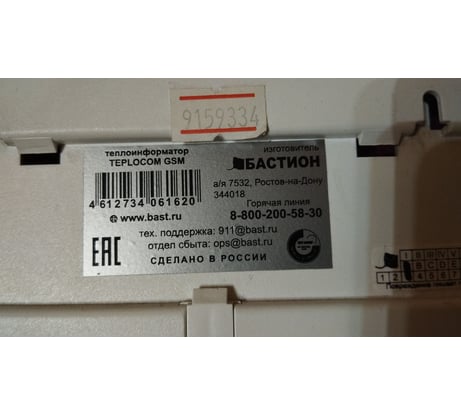 9159334
теплоинформатор
TEPLOCOM GSM
изготовитель
БАСТИОН
а/я 7532, Ростов-на-Дону
344018
4 612734 061620
Горячая линия
8-800-200-58-30
www.bast.ru
тех. поддержка: 911@bast.ru
отдел сбыта: ops@bast.ru
EAC
СДЕЛАНО В РОССИИ